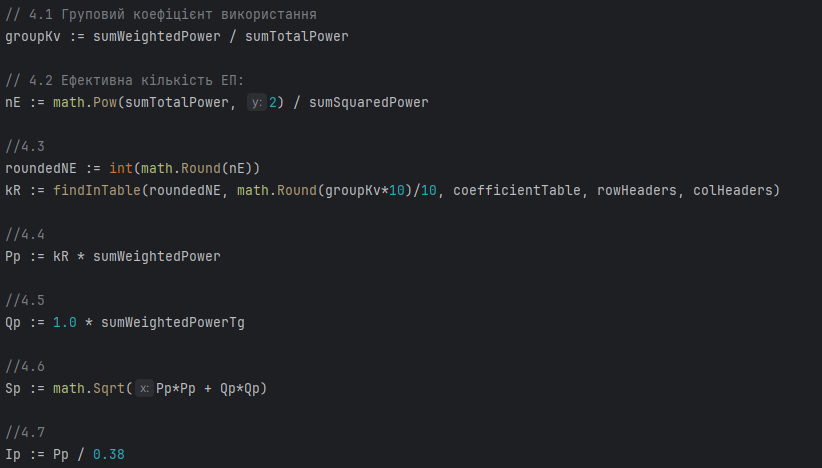 // 4.1 Груповий коефіцієнт використання
groupKv := sumWeightedPower / sumTotalPower
// 4.2 Ефективна кількість ЕП:
nE := math.Pow(sumTotalPower, y: 2) / sumSquaredPower
//4.3
roundedNE := int(math.Round(nE))
kR := findInTable(roundedNE, math.Round(groupKv*10)/10, coefficientTable, rowHeaders, colHeaders)
//4.4
Pp := kR * sumWeightedPower
//4.5
Qp := 1.0 * sumWeightedPowerTg
//4.6
Sp := math.Sqrt( x: Pp*Pp + Qp*Qp)
//4.7
Ip := Pp / 0.38